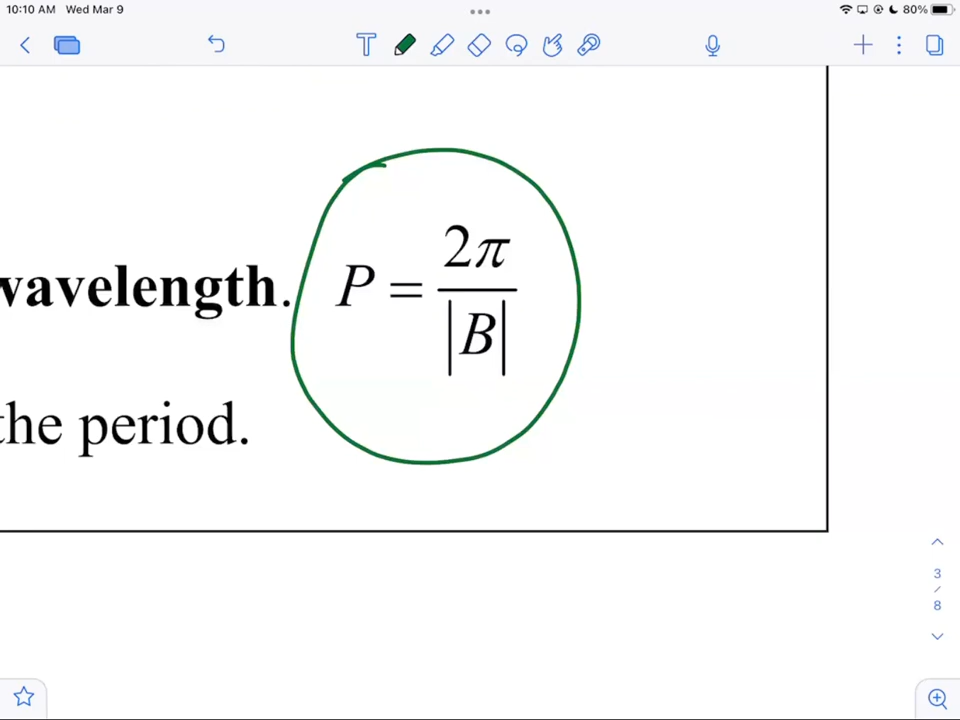 10:10 AM Wed Mar 9
80%
wavelength. P = 2π / |B|
the period.
3
/
8